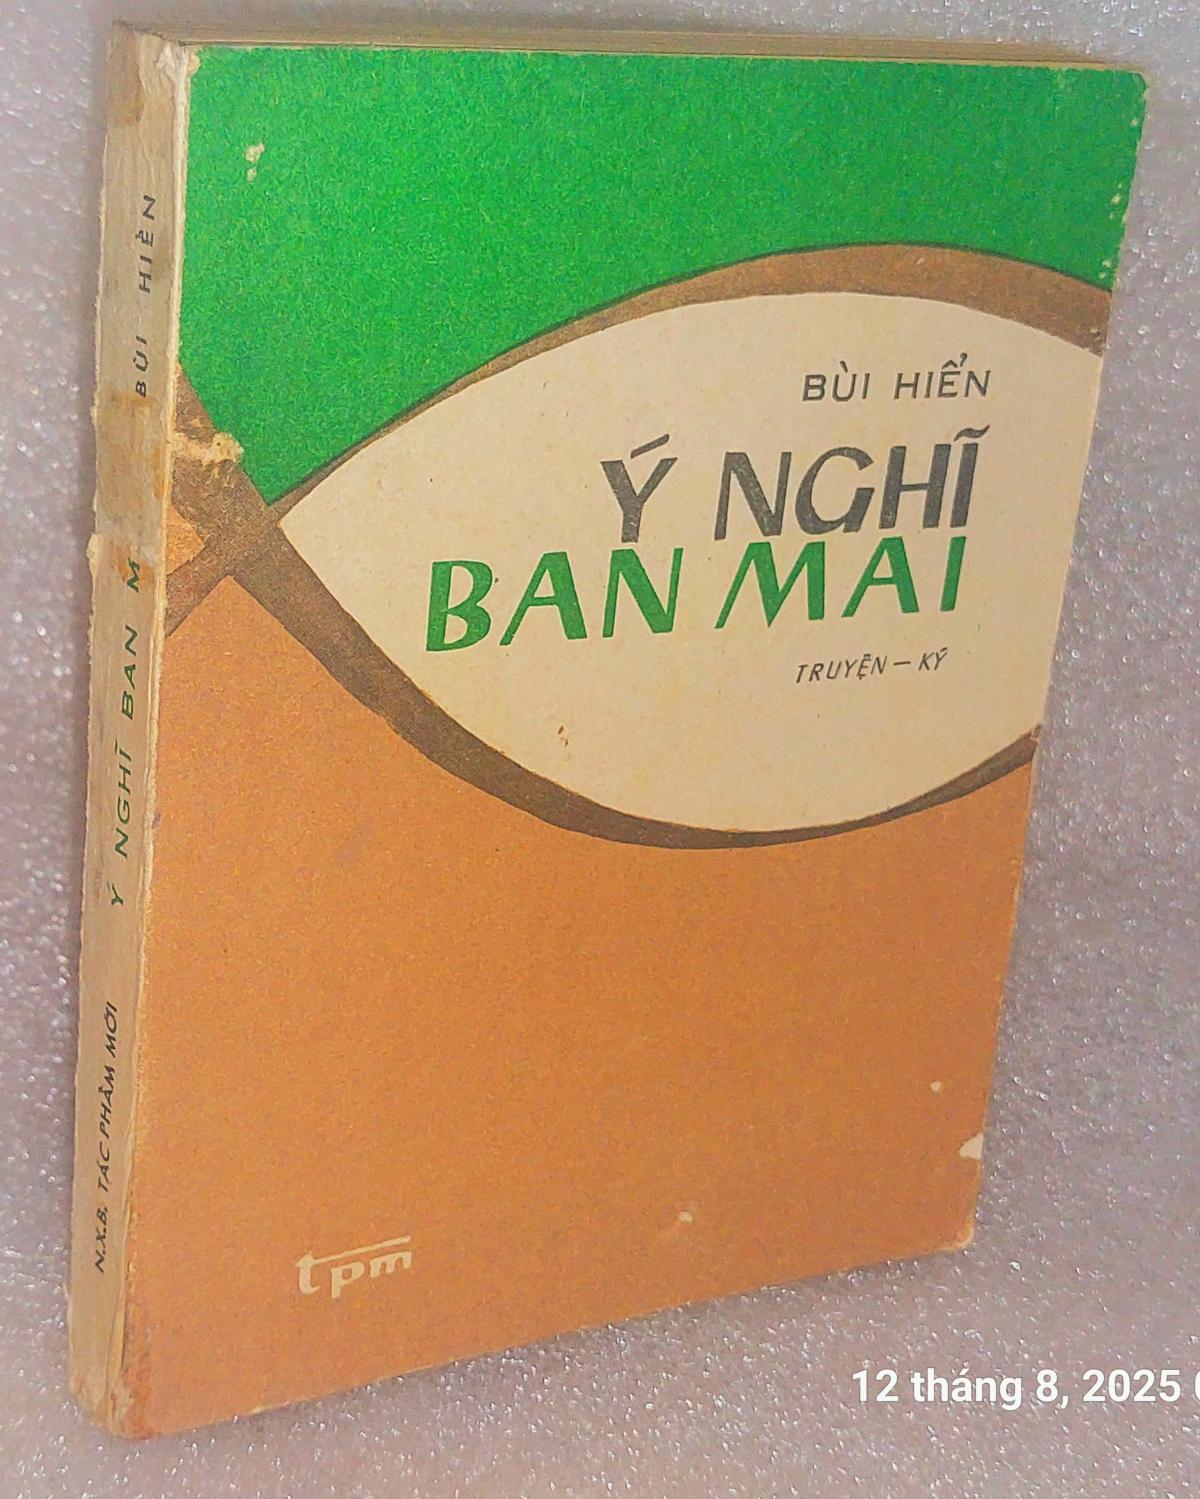 BÙI HIỂN
Ý NGHĨ
BAN MAI
TRUYỆN — KÝ
tpm
BÙI HIỂN
Ý NGHĨ BAN M
N.X.B. TÁC PHẨM MỚI
12 tháng 8, 2025